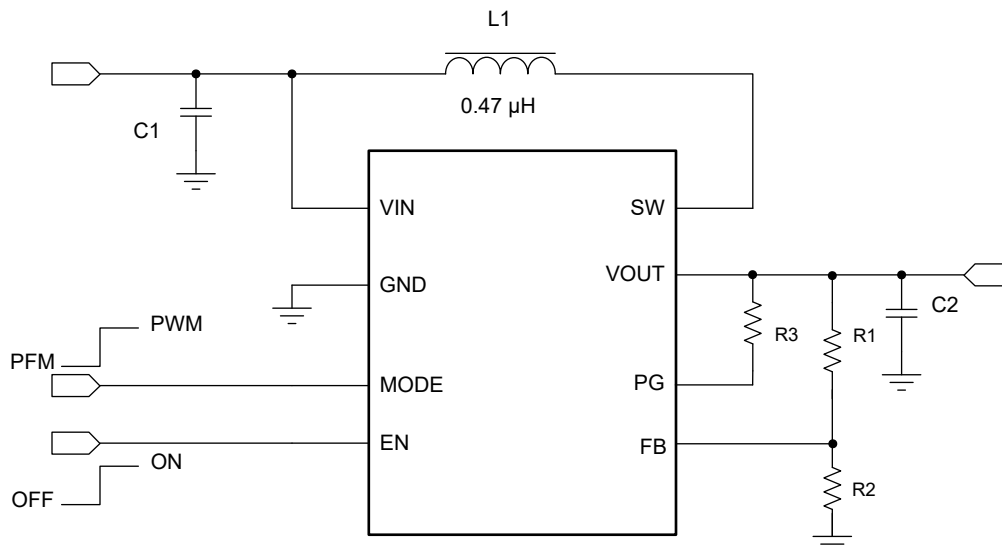 L1
0.47 µH
C1
VIN
SW
VOUT
GND
C2
PWM
R3
R1
PFM
MODE
PG
EN
FB
ON
R2
OFF